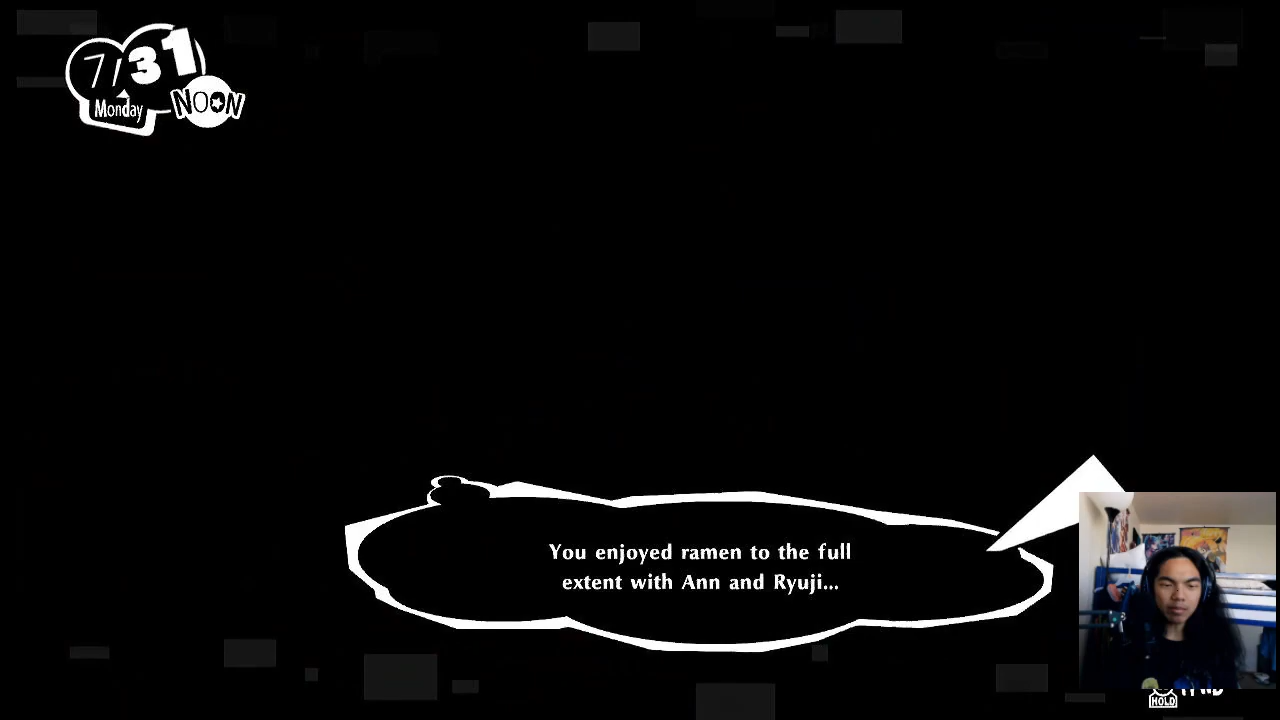 7/31
Monday
NOON
You enjoyed ramen to the full
extent with Ann and Ryuji...
HOLD